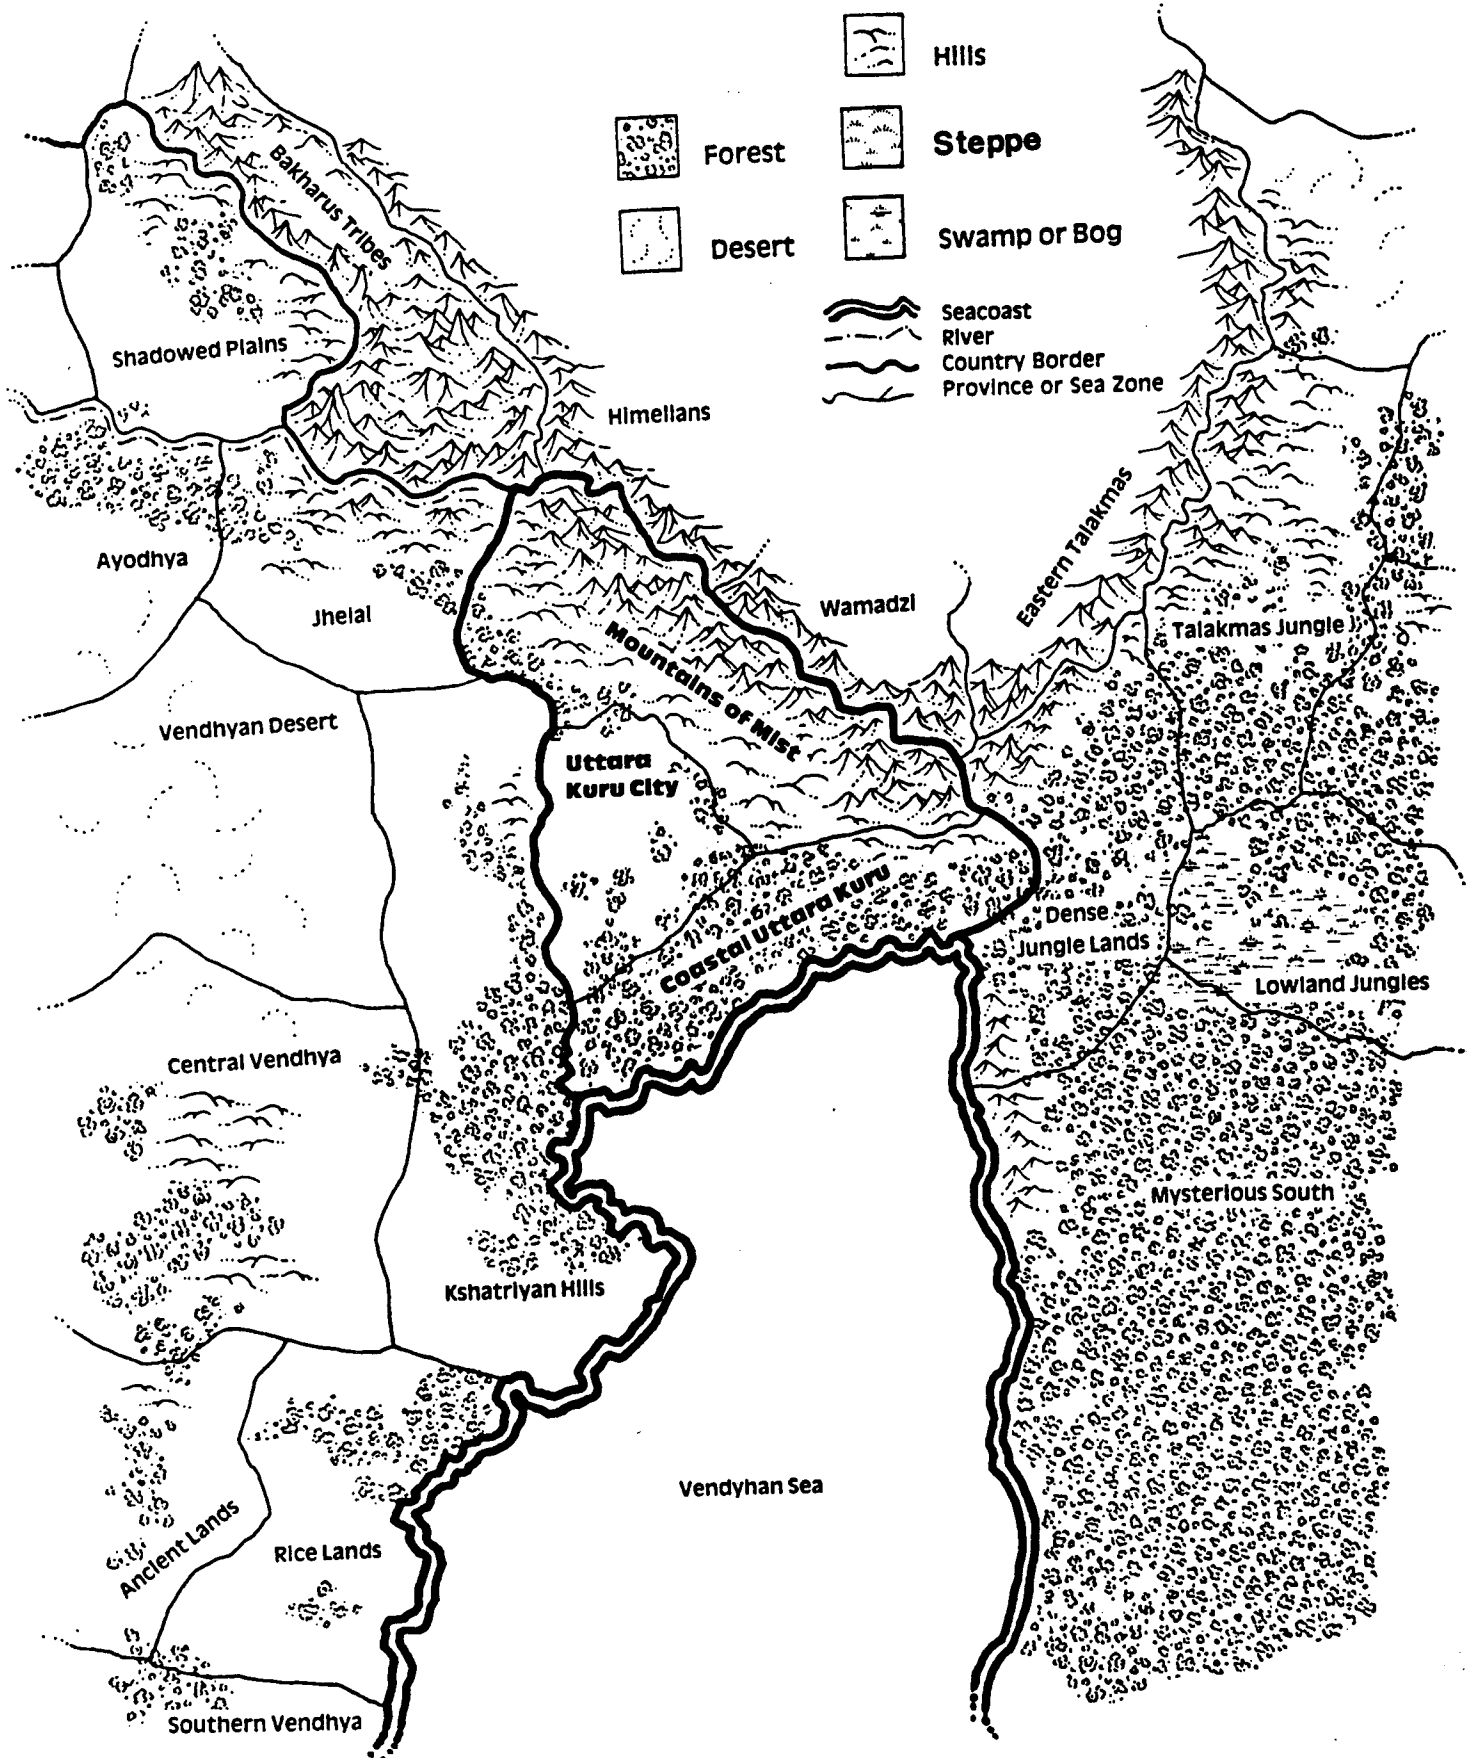 Hills
Forest
Steppe
Desert
Swamp or Bog
Seacoast
River
Country Border
Province or Sea Zone
Bakharus Tribes
Shadowed Plains
Himelians
Eastern Talakmas
Ayodhya
Jhelai
Wamadzi
Talakmas Jungle
Mountains of Mist
Vendhyan Desert
Uttara
Kuru City
Coastal Uttara Kuru
Dense
Jungle Lands
Lowland Jungles
Central Vendhya
Mysterious South
Kshatriyan Hills
Vendyhan Sea
Ancient Lands
Rice Lands
Southern Vendhya